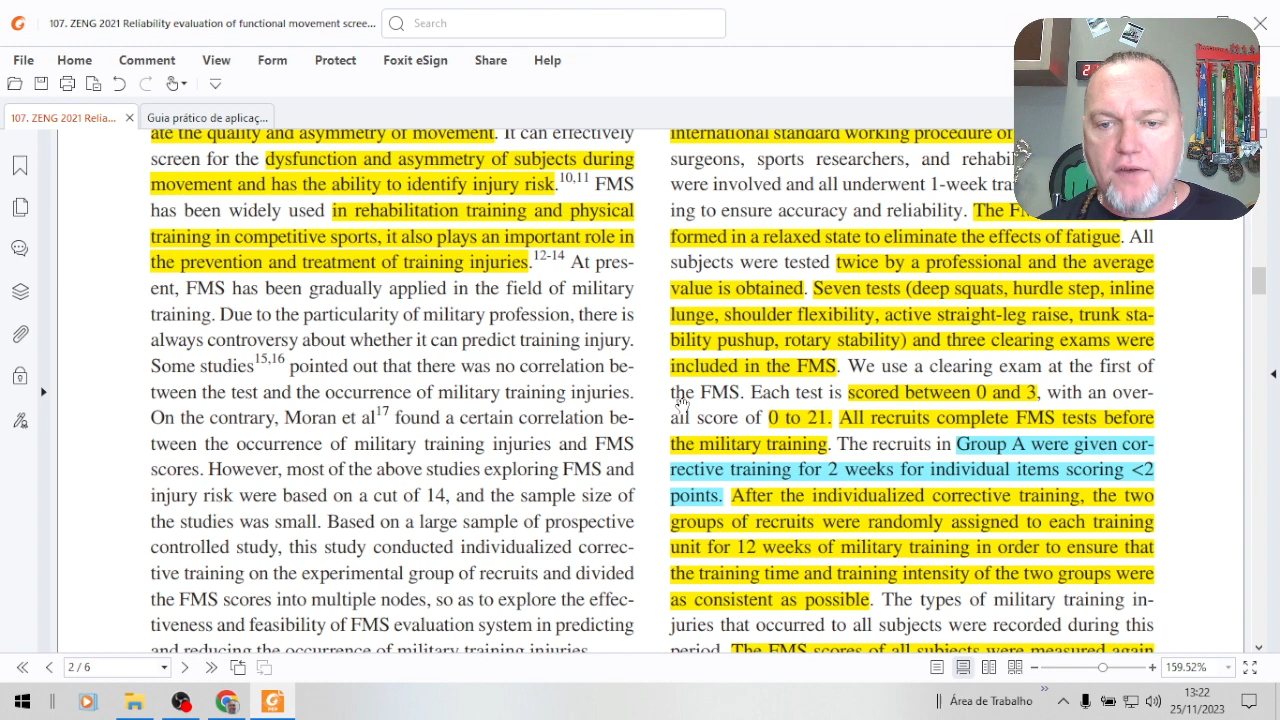 107. ZENG 2021 Reliability evaluation of functional movement scree...
Search
File Home Comment View Form Protect Foxit eSign Share Help
107. ZENG 2021 Relia...
Guia prático de aplicaç...
ate the quality and asymmetry of movement. It can effectively
screen for the dysfunction and asymmetry of subjects during
movement and has the ability to identify injury risk.10,11 FMS
has been widely used in rehabilitation training and physical
training in competitive sports, it also plays an important role in
the prevention and treatment of training injuries.12-14 At pres-
ent, FMS has been gradually applied in the field of military
training. Due to the particularity of military profession, there is
always controversy about whether it can predict training injury.
Some studies15,16 pointed out that there was no correlation be-
tween the test and the occurrence of military training injuries.
On the contrary, Moran et al17 found a certain correlation be-
tween the occurrence of military training injuries and FMS
scores. However, most of the above studies exploring FMS and
injury risk were based on a cut of 14, and the sample size of
the studies was small. Based on a large sample of prospective
controlled study, this study conducted individualized correc-
tive training on the experimental group of recruits and divided
the FMS scores into multiple nodes, so as to explore the effec-
tiveness and feasibility of FMS evaluation system in predicting
and reducing the occurrence of military training injuries.
international standard working procedure of
surgeons, sports researchers, and rehabi
were involved and all underwent 1-week tra
ing to ensure accuracy and reliability. The F
formed in a relaxed state to eliminate the effects of fatigue. All
subjects were tested twice by a professional and the average
value is obtained. Seven tests (deep squats, hurdle step, inline
lunge, shoulder flexibility, active straight-leg raise, trunk sta-
bility pushup, rotary stability) and three clearing exams were
included in the FMS. We use a clearing exam at the first of
the FMS. Each test is scored between 0 and 3, with an over-
all score of 0 to 21. All recruits complete FMS tests before
the military training. The recruits in Group A were given cor-
rective training for 2 weeks for individual items scoring <2
points. After the individualized corrective training, the two
groups of recruits were randomly assigned to each training
unit for 12 weeks of military training in order to ensure that
the training time and training intensity of the two groups were
as consistent as possible. The types of military training in-
juries that occurred to all subjects were recorded during this
period. The FMS scores of all subjects were measured again
2 / 6
159.52%
Área de Trabalho
13:22
25/11/2023